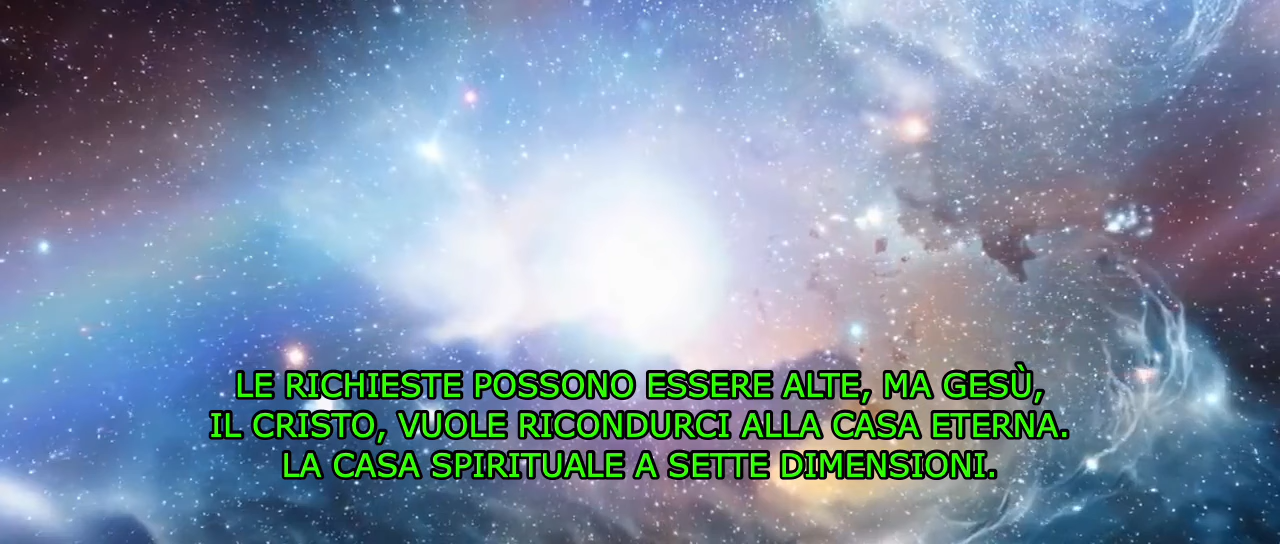 LE RICHIESTE POSSONO ESSERE ALTE, MA GESÙ,
IL CRISTO, VUOLE RICONDURCI ALLA CASA ETERNA.
LA CASA SPIRITUALE A SETTE DIMENSIONI.